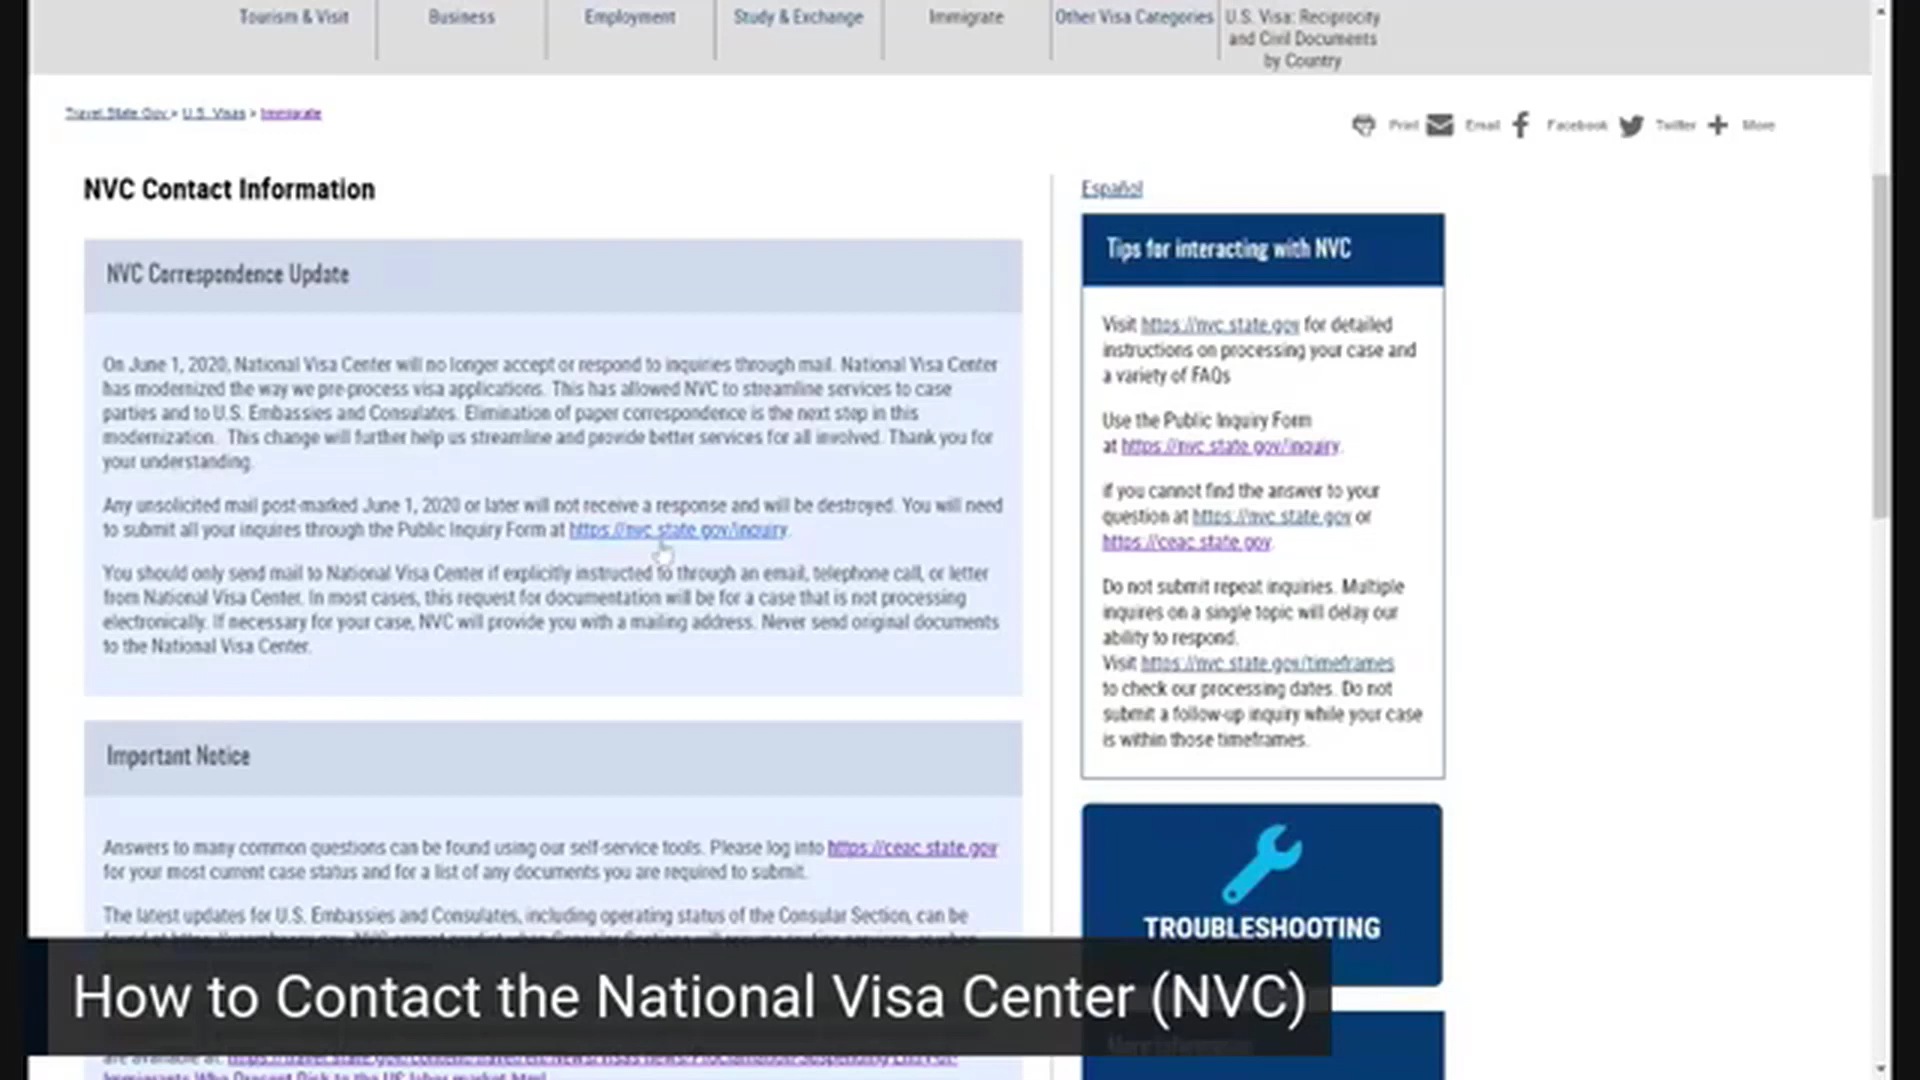 Tourism & Visit
Business
Employment
Study & Exchange
Immigrate
Other Visa Categories
U.S. Visa: Reciprocity
and Civil Documents
by Country
Travel.State.Gov > U.S. Visas > Immigrate
Print
Email
Facebook
Twitter
More
NVC Contact Information
NVC Correspondence Update
On June 1, 2020, National Visa Center will no longer accept or respond to inquiries through mail. National Visa Center
has modernized the way we pre-process visa applications. This has allowed NVC to streamline services to case
parties and to U.S. Embassies and Consulates. Elimination of paper correspondence is the next step in this
modernization. This change will further help us streamline and provide better services for all involved. Thank you for
your understanding.
Any unsolicited mail post-marked June 1, 2020 or later will not receive a response and will be destroyed. You will need
to submit all your inquires through the Public Inquiry Form at https://nvc.state.gov/inquiry.
You should only send mail to National Visa Center if explicitly instructed to through an email, telephone call, or letter
from National Visa Center. In most cases, this request for documentation will be for a case that is not processing
electronically. If necessary for your case, NVC will provide you with a mailing address. Never send original documents
to the National Visa Center.
Important Notice
Answers to many common questions can be found using our self-service tools. Please log into https://ceac.state.gov
for your most current case status and for a list of any documents you are required to submit.
The latest updates for U.S. Embassies and Consulates, including operating status of the Consular Section, can be
Español
Tips for interacting with NVC
Visit https://nvc.state.gov for detailed
instructions on processing your case and
a variety of FAQs
Use the Public Inquiry Form
at https://nvc.state.gov/inquiry.
if you cannot find the answer to your
question at https://nvc.state.gov or
https://ceac.state.gov.
Do not submit repeat inquiries. Multiple
inquires on a single topic will delay our
ability to respond.
Visit https://nvc.state.gov/timeframes
to check our processing dates. Do not
submit a follow-up inquiry while your case
is within those timeframes.
TROUBLESHOOTING
How to Contact the National Visa Center (NVC)